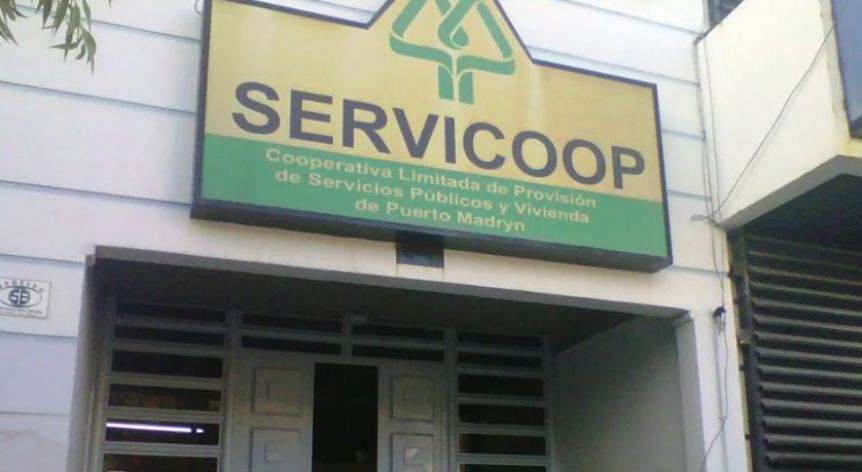 SERVICOOP
Cooperativa Limitada de Provisión
de Servicios Públicos y Vivienda
de Puerto Madryn